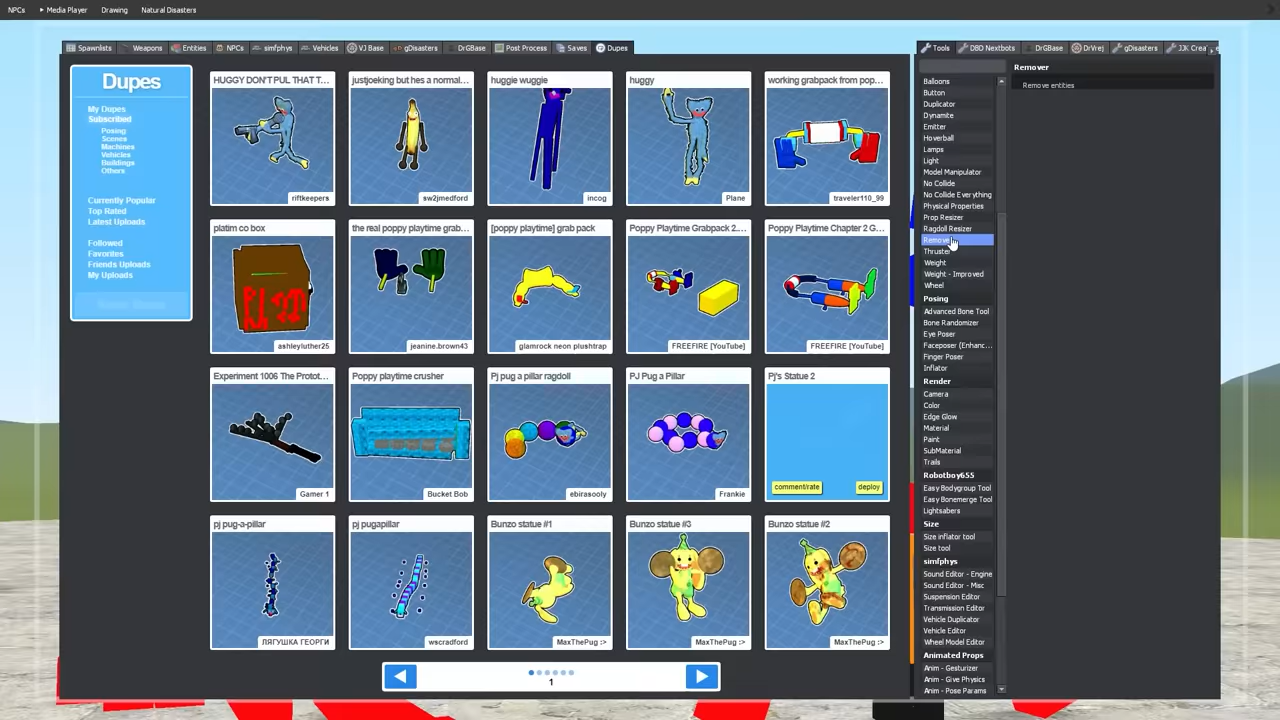 NPCs
Media Player
Drawing
Natural Disasters
Spawnlists
Weapons
Entities
NPCs
simfphys
Vehicles
VJ Base
gDisasters
DrGBase
Post Process
Saves
Dupes
Dupes
My Dupes
Subscribed
Posing
Scenes
Machines
Vehicles
Buildings
Others
Currently Popular
Top Rated
Latest Uploads
Followed
Favorites
Friends Uploads
My Uploads
HUGGY DON'T PUL THAT T...
riftkeepers
justjoeking but hes a normal...
sw2jmedford
huggie wuggie
incog
huggy
Plane
working grabpack from pop...
traveler110_99
platim co box
ashleyluther25
the real poppy playtime grab...
jeanine.brown43
[poppy playtime] grab pack
glamrock neon plushtrap
Poppy Playtime Grabpack 2....
FREEFIRE [YouTube]
Poppy Playtime Chapter 2 G...
FREEFIRE [YouTube]
Experiment 1006 The Protot...
Gamer 1
Poppy playtime crusher
Bucket Bob
Pj pug a pillar ragdoll
ebirasooly
PJ Pug a Pillar
Frankie
Pj's Statue 2
comment/rate
deploy
pj pug-a-pillar
ЛЯГУШКА ГЕОРГИ
pj pugapillar
wscradford
Bunzo statue #1
MaxThePug :>
Bunzo statue #3
MaxThePug :>
Bunzo statue #2
MaxThePug :>
1
Tools
DBD Nextbots
DrGBase
DrVrej
gDisasters
JJK Crea
Balloons
Button
Duplicator
Dynamite
Emitter
Hoverball
Lamps
Light
Model Manipulator
No Collide
No Collide Everything
Physical Properties
Prop Resizer
Ragdoll Resizer
Remove
Thruster
Weight
Weight - Improved
Wheel
Posing
Advanced Bone Tool
Bone Randomizer
Eye Poser
Faceposer (Enhanc...
Finger Poser
Inflator
Render
Camera
Color
Edge Glow
Material
Paint
SubMaterial
Trails
Robotboy655
Easy Bodygroup Tool
Easy Bonemerge Tool
Lightsabers
Size
Size inflator tool
Size tool
simfphys
Sound Editor - Engine
Sound Editor - Misc
Suspension Editor
Transmission Editor
Vehicle Duplicator
Vehicle Editor
Wheel Model Editor
Animated Props
Anim - Gesturizer
Anim - Give Physics
Anim - Pose Params
Remover
Remove entities